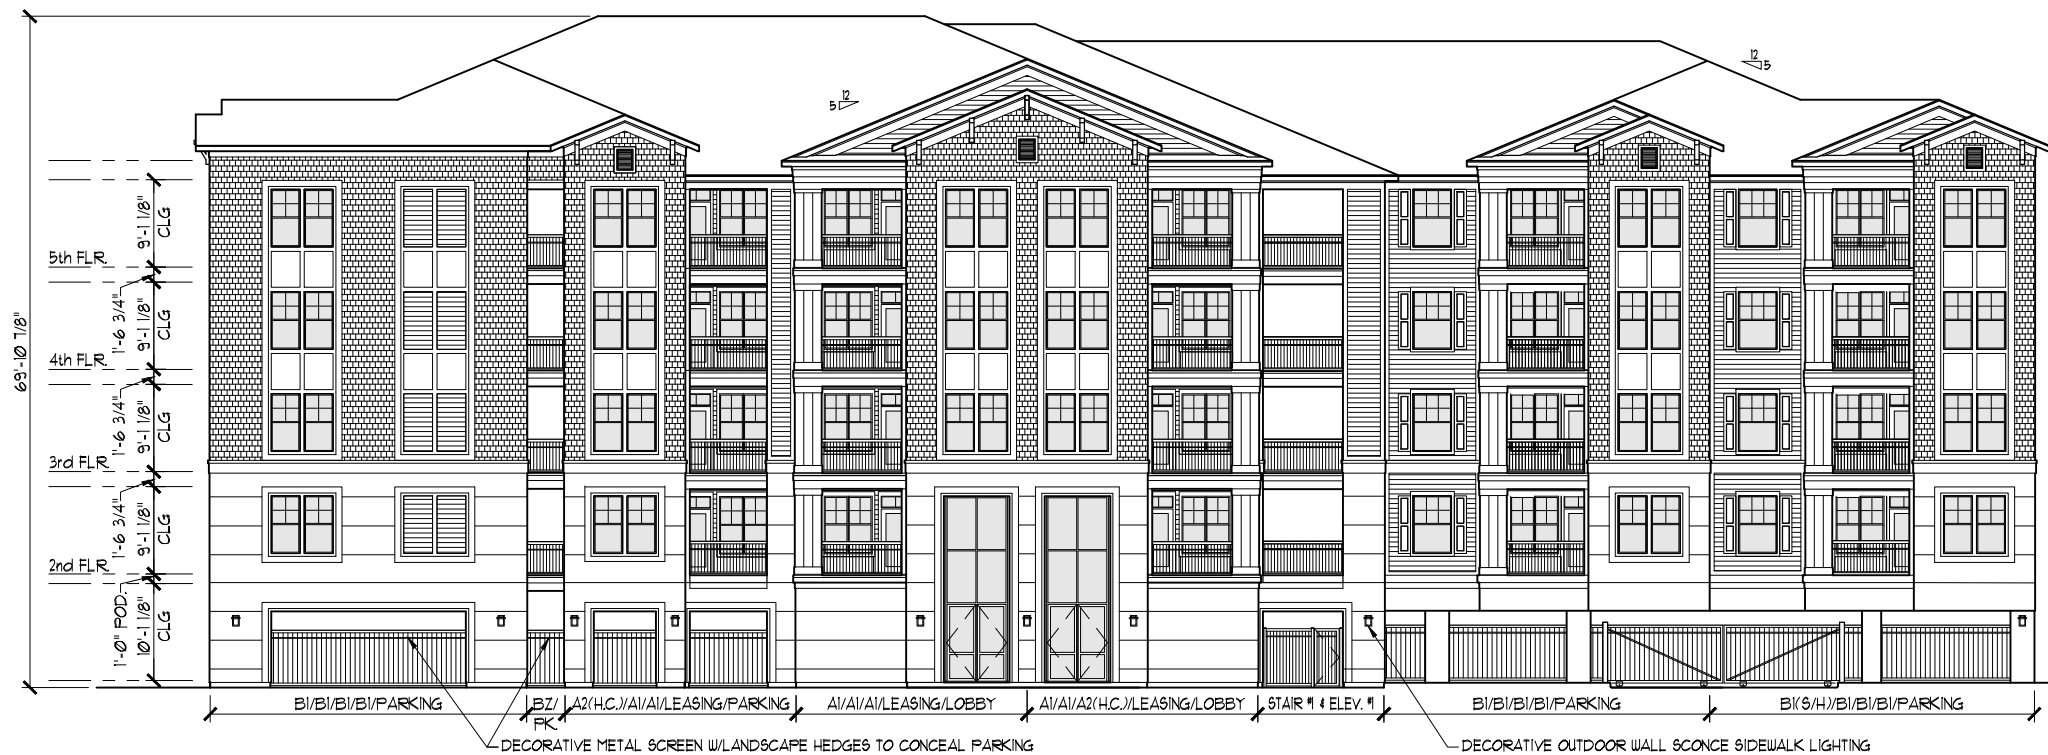 12
5
12
5
69'-10 7/8"
9'-1 1/8"
CLG
5th FLR.
1'-6 3/4"
9'-1 1/8"
CLG
4th FLR.
1'-6 3/4"
9'-1 1/8"
CLG
3rd FLR.
1'-6 3/4"
9'-1 1/8"
CLG
2nd FLR.
1'-0" POD.
10'-1 1/8"
CLG
B1/B1/B1/B1/PARKING
BZ/
PK.
A2(H.C.)/A1/A1/LEASING/PARKING
A1/A1/A1/LEASING/LOBBY
A1/A1/A2(H.C.)/LEASING/LOBBY
STAIR #1 & ELEV. #1
B1/B1/B1/B1/PARKING
B1(S/H)/B1/B1/B1/PARKING
DECORATIVE METAL SCREEN W/LANDSCAPE HEDGES TO CONCEAL PARKING
DECORATIVE OUTDOOR WALL SCONCE SIDEWALK LIGHTING